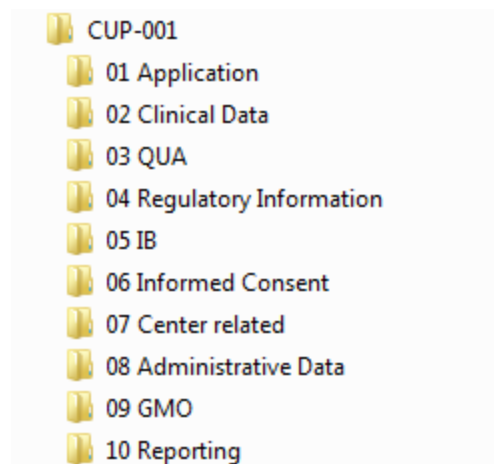 CUP-001
01 Application
02 Clinical Data
03 QUA
04 Regulatory Information
05 IB
06 Informed Consent
07 Center related
08 Administrative Data
09 GMO
10 Reporting